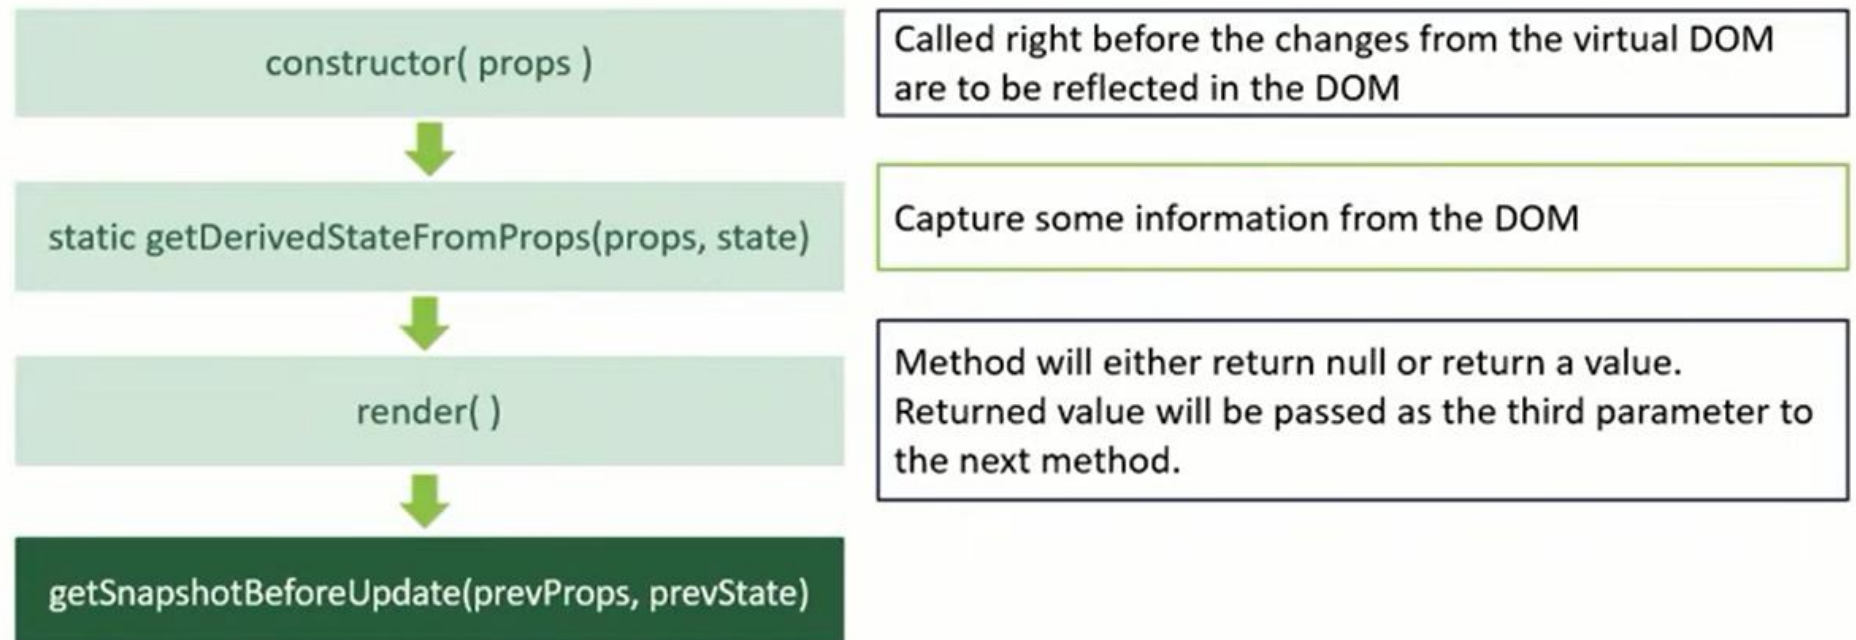 constructor( props )
static getDerivedStateFromProps(props, state)
render( )
getSnapshotBeforeUpdate(prevProps, prevState)
Called right before the changes from the virtual DOM
are to be reflected in the DOM
Capture some information from the DOM
Method will either return null or return a value.
Returned value will be passed as the third parameter to
the next method.